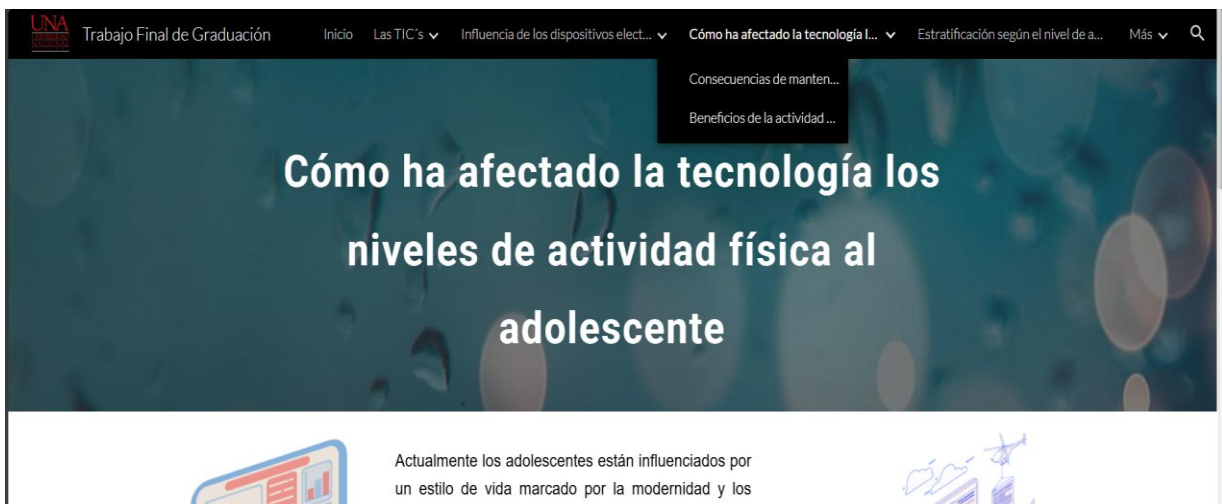 UNA
Trabajo Final de Graduación
Inicio
Las TIC´s
Influencia de los dispositivos elect...
Cómo ha afectado la tecnología l...
Estratificación según el nivel de a...
Más
Consecuencias de manten...
Beneficios de la actividad ...
Cómo ha afectado la tecnología los
niveles de actividad física al
adolescente
Actualmente los adolescentes están influenciados por
un estilo de vida marcado por la modernidad y los